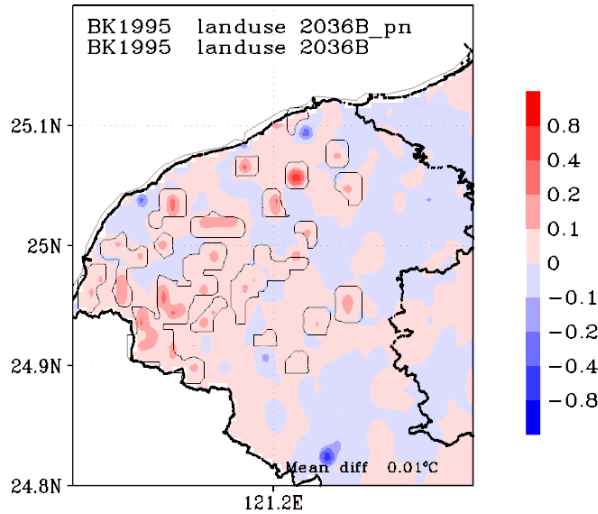 BK1995 landuse 2036B_pn
BK1995 landuse 2036B
25.1N
25N
24.9N
24.8N
121.2E
Mean diff 0.01°C
0.8
0.4
0.2
0.1
0
-0.1
-0.2
-0.4
-0.8